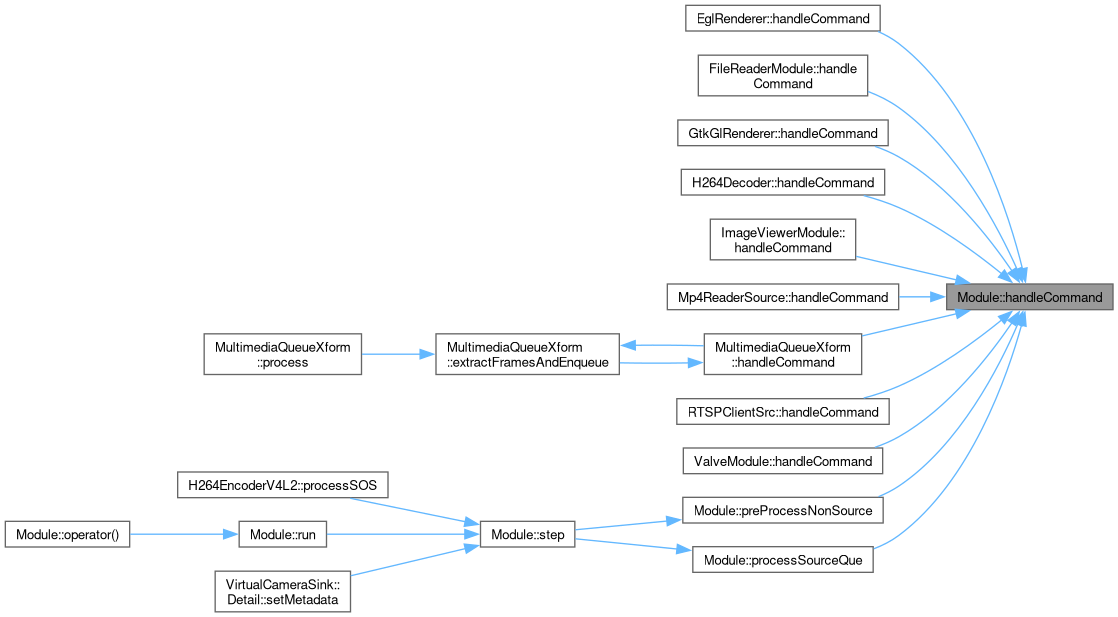 EglRenderer::handleCommand
FileReaderModule::handle
Command
GtkGlRenderer::handleCommand
H264Decoder::handleCommand
ImageViewerModule::
handleCommand
Module::handleCommand
Mp4ReaderSource::handleCommand
MultimediaQueueXform
::process
MultimediaQueueXform
::extractFramesAndEnqueue
MultimediaQueueXform
::handleCommand
RTSPClientSrc::handleCommand
ValveModule::handleCommand
H264EncoderV4L2::processSOS
Module::preProcessNonSource
Module::operator()
Module::run
Module::step
Module::processSourceQue
VirtualCameraSink::
Detail::setMetadata